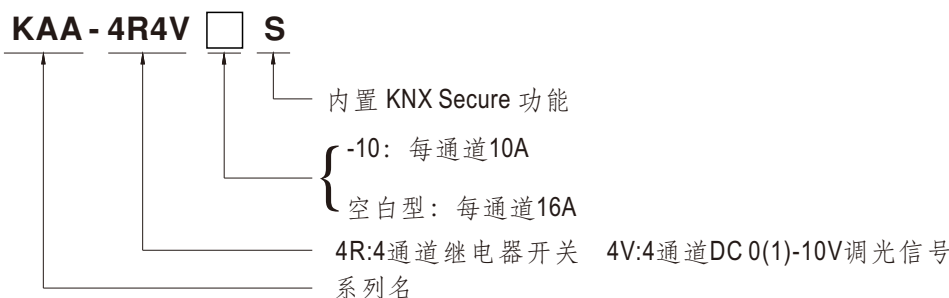 KAA-4R4V□S
内置 KNX Secure 功能
-10：每通道10A
空白型：每通道16A
4R:4通道继电器开关 4V:4通道DC 0(1)-10V调光信号
系列名